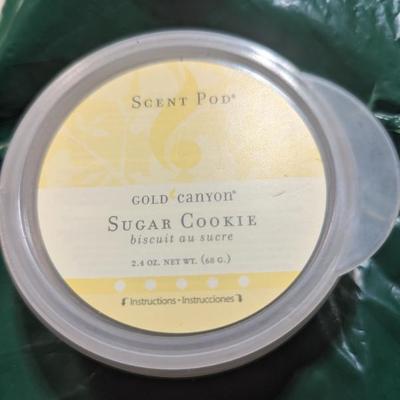 SCENT POD®
GOLD canyon®
SUGAR COOKIE
biscuit au sucre
2.4 OZ. NET WT. (68 G.)
Instructions • Instrucciones